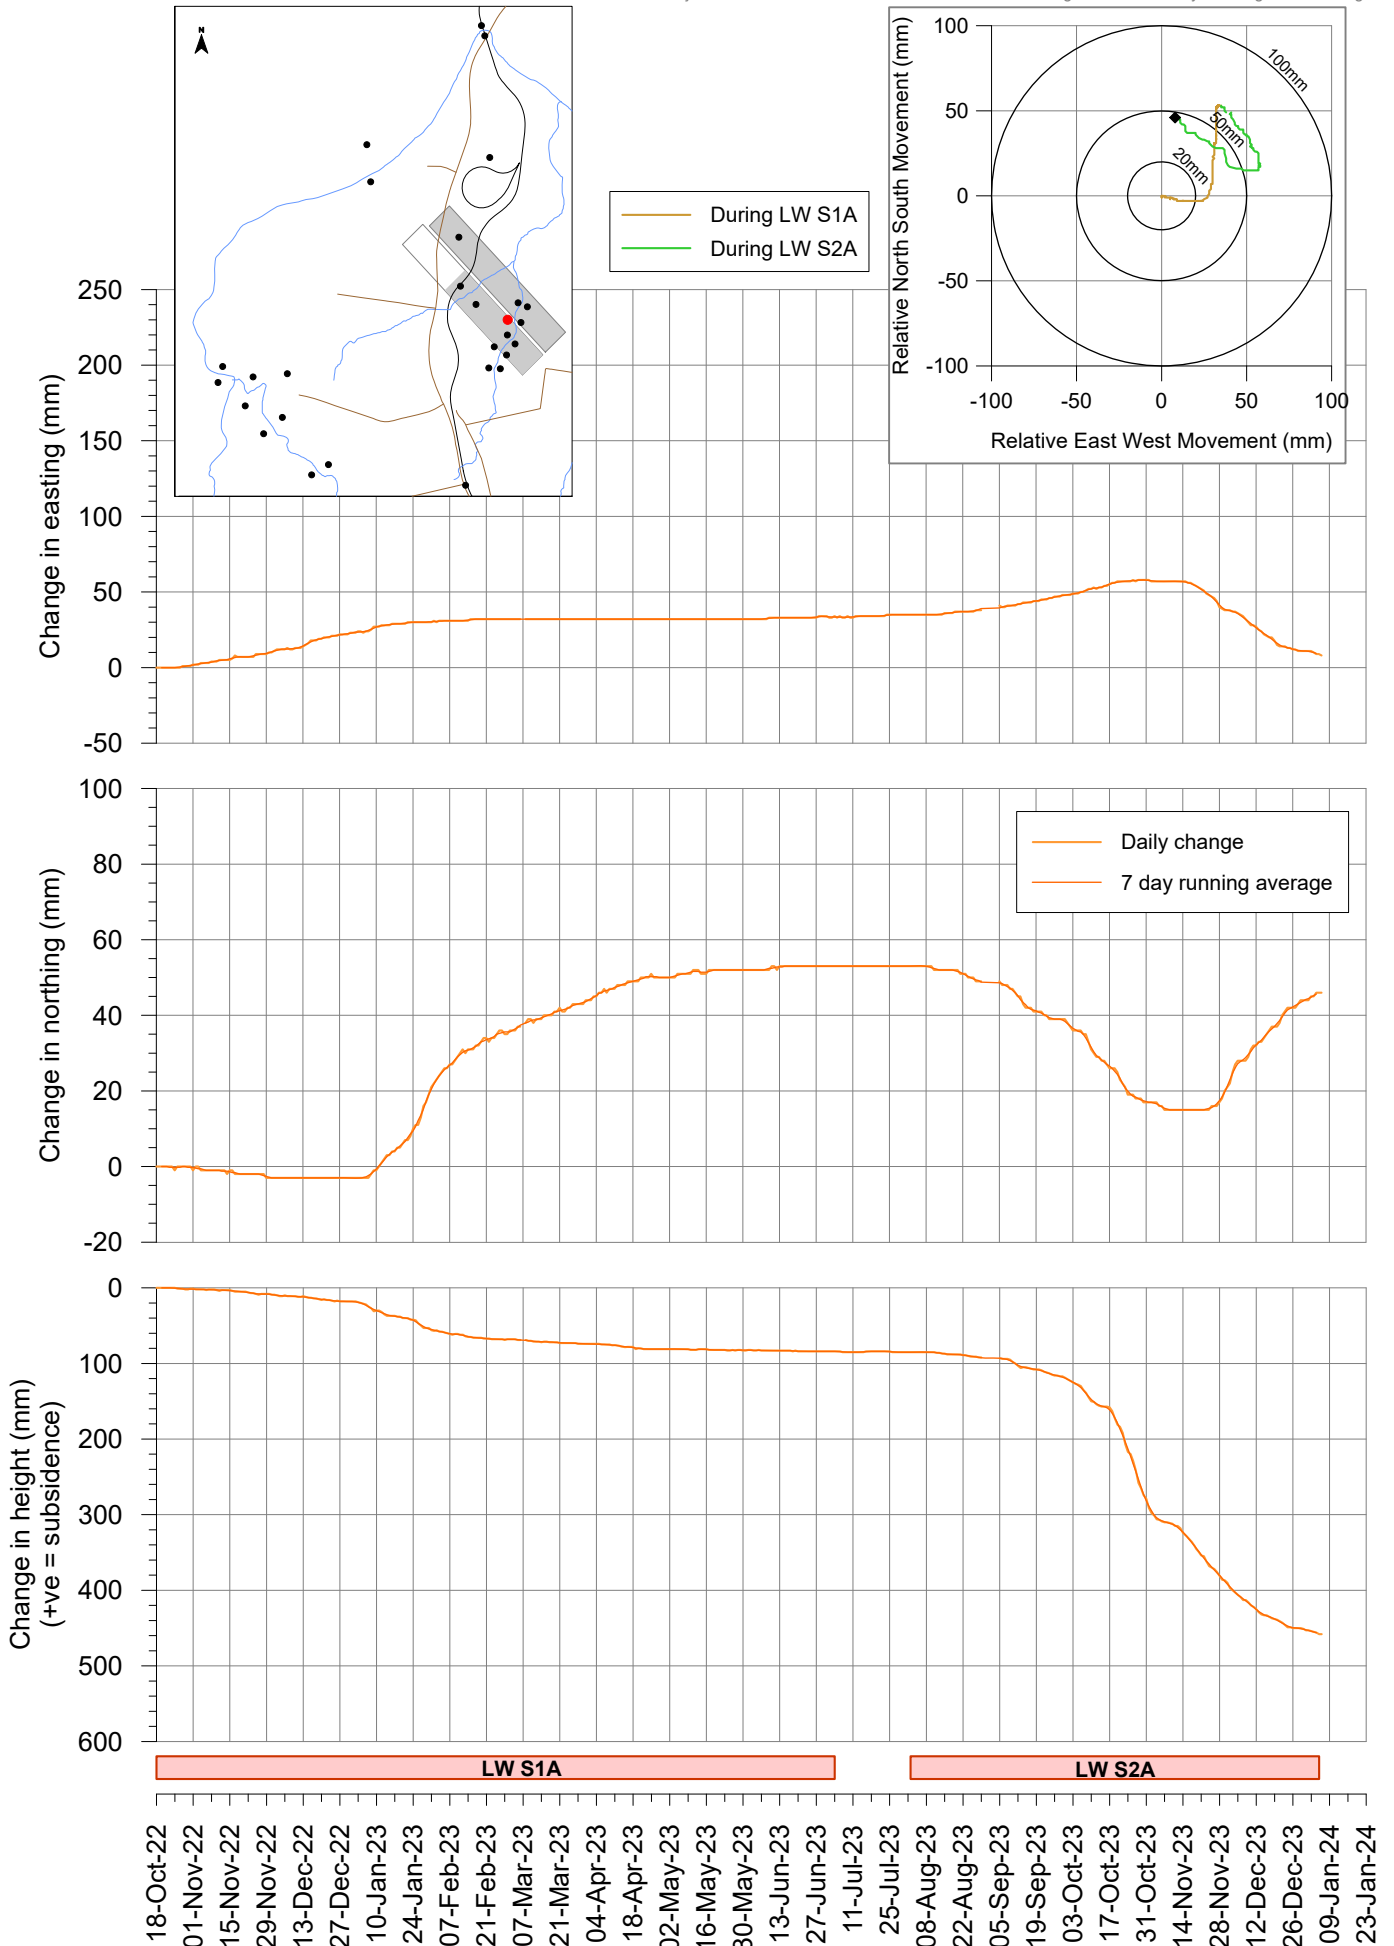 N
100mm
50mm
20mm
Relative North South Movement (mm)
100
50
0
-50
-100
-100 -50 0 50 100
Relative East West Movement (mm)
During LW S1A
During LW S2A
Change in easting (mm)
250
200
150
100
50
0
-50
Change in northing (mm)
100
80
60
40
20
0
-20
Daily change
7 day running average
Change in height (mm)
(+ve = subsidence)
0
100
200
300
400
500
600
LW S1A
LW S2A
18-Oct-22
01-Nov-22
15-Nov-22
29-Nov-22
13-Dec-22
27-Dec-22
10-Jan-23
24-Jan-23
07-Feb-23
21-Feb-23
07-Mar-23
21-Mar-23
04-Apr-23
18-Apr-23
02-May-23
16-May-23
30-May-23
13-Jun-23
27-Jun-23
11-Jul-23
25-Jul-23
08-Aug-23
22-Aug-23
05-Sep-23
19-Sep-23
03-Oct-23
17-Oct-23
31-Oct-23
14-Nov-23
28-Nov-23
12-Dec-23
26-Dec-23
09-Jan-24
23-Jan-24